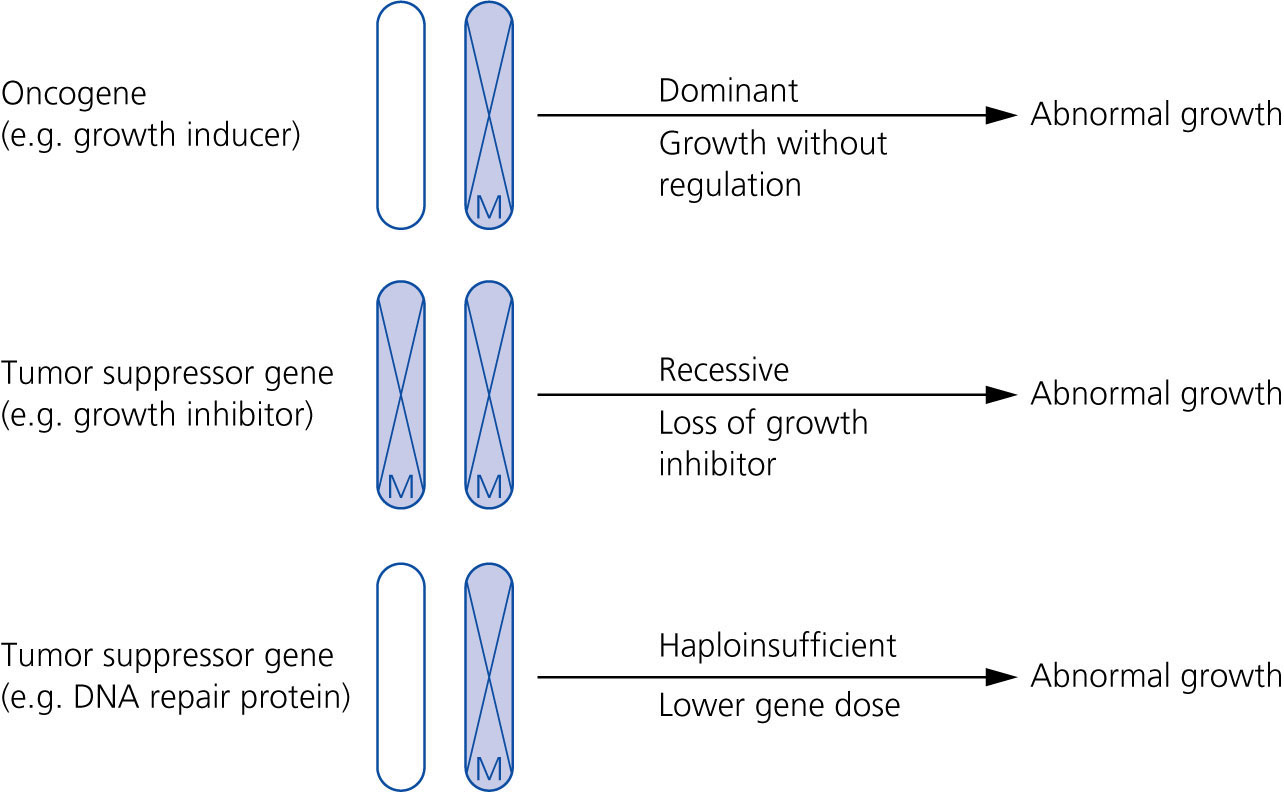 Oncogene
(e.g. growth inducer)
M
Dominant
Growth without
regulation
Abnormal growth
Tumor suppressor gene
(e.g. growth inhibitor)
M
M
Recessive
Loss of growth
inhibitor
Abnormal growth
Tumor suppressor gene
(e.g. DNA repair protein)
M
Haploinsufficient
Lower gene dose
Abnormal growth